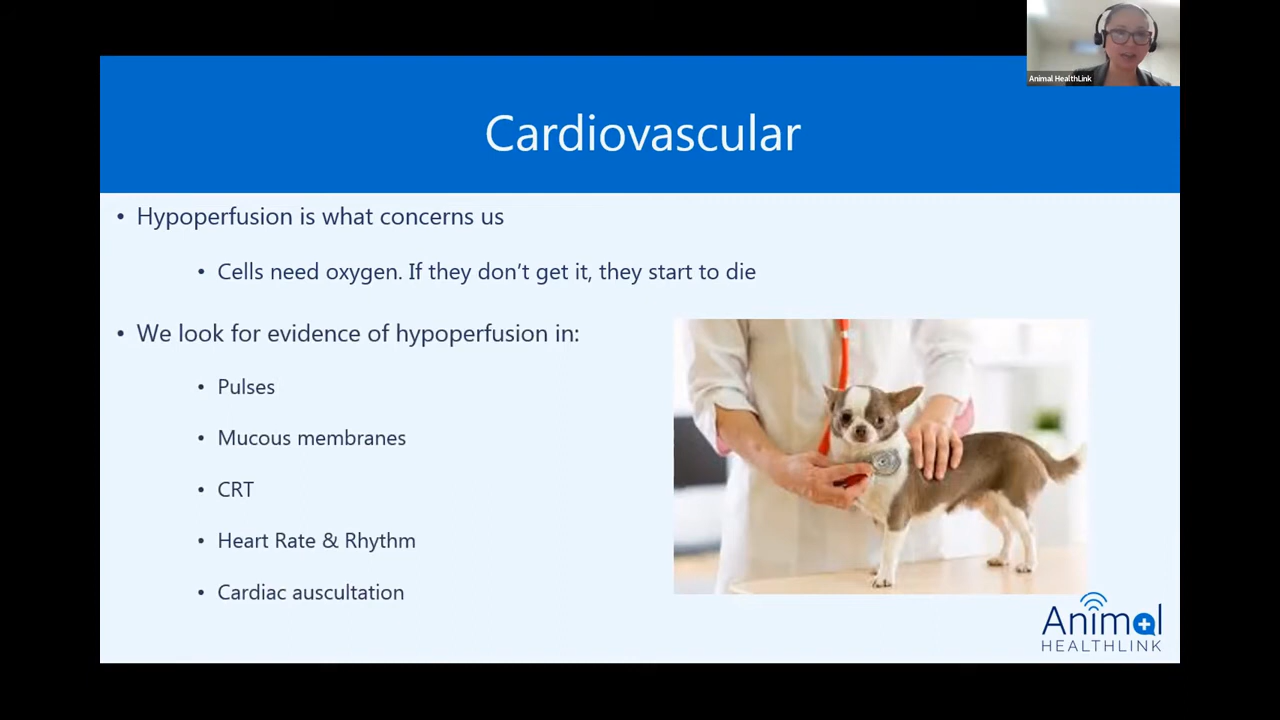 Animal HealthLink
Cardiovascular
• Hypoperfusion is what concerns us
• Cells need oxygen. If they don’t get it, they start to die
• We look for evidence of hypoperfusion in:
• Pulses
• Mucous membranes
• CRT
• Heart Rate & Rhythm
• Cardiac auscultation
Animal
HEALTHLINK